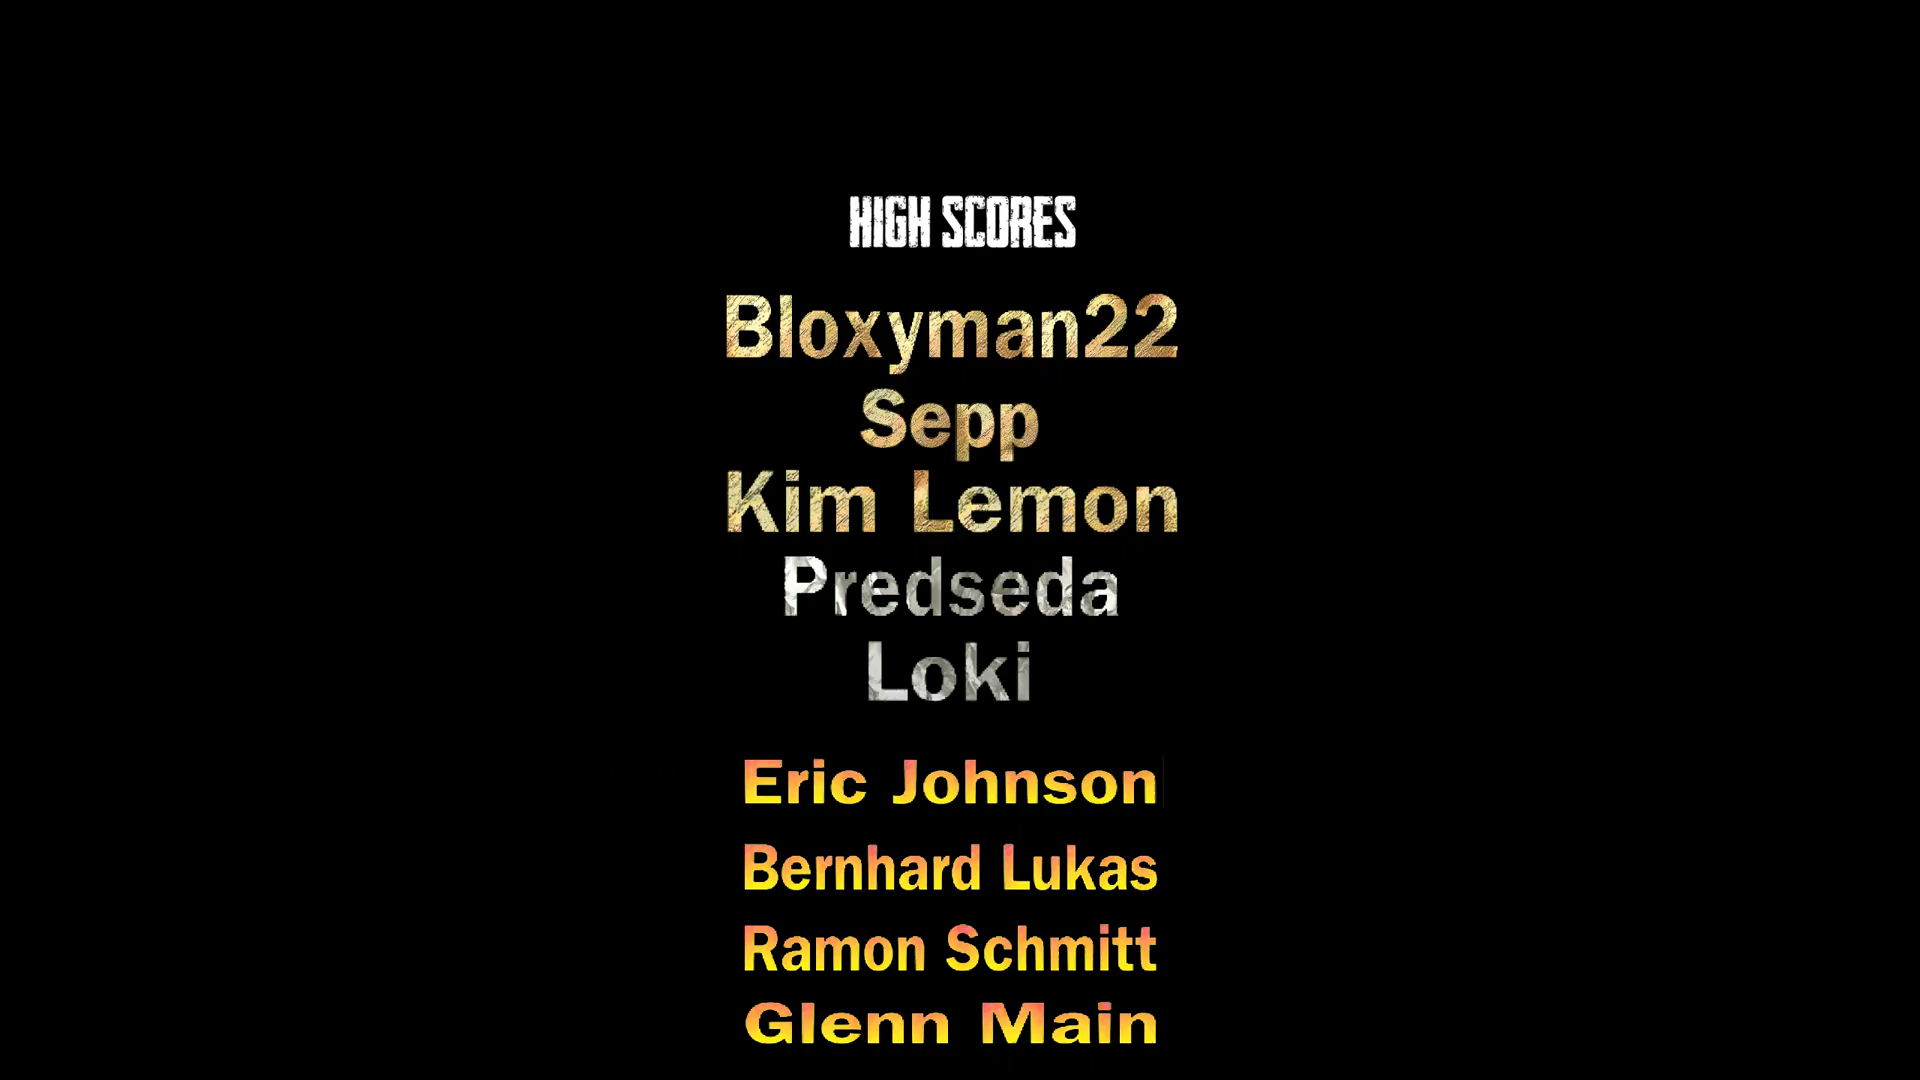 HIGH SCORES
Bloxyman22
Sepp
Kim Lemon
Predseda
Loki
Eric Johnson
Bernhard Lukas
Ramon Schmitt
Glenn Main